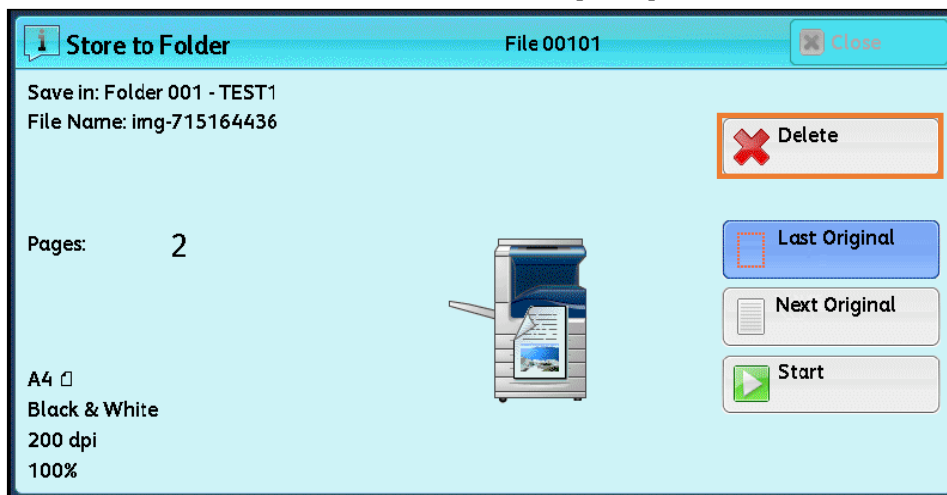 Store to Folder
File 00101
Close
Save in: Folder 001 - TEST1
File Name: img-715164436
Delete
Pages: 2
Last Original
Next Original
Start
A4
Black & White
200 dpi
100%